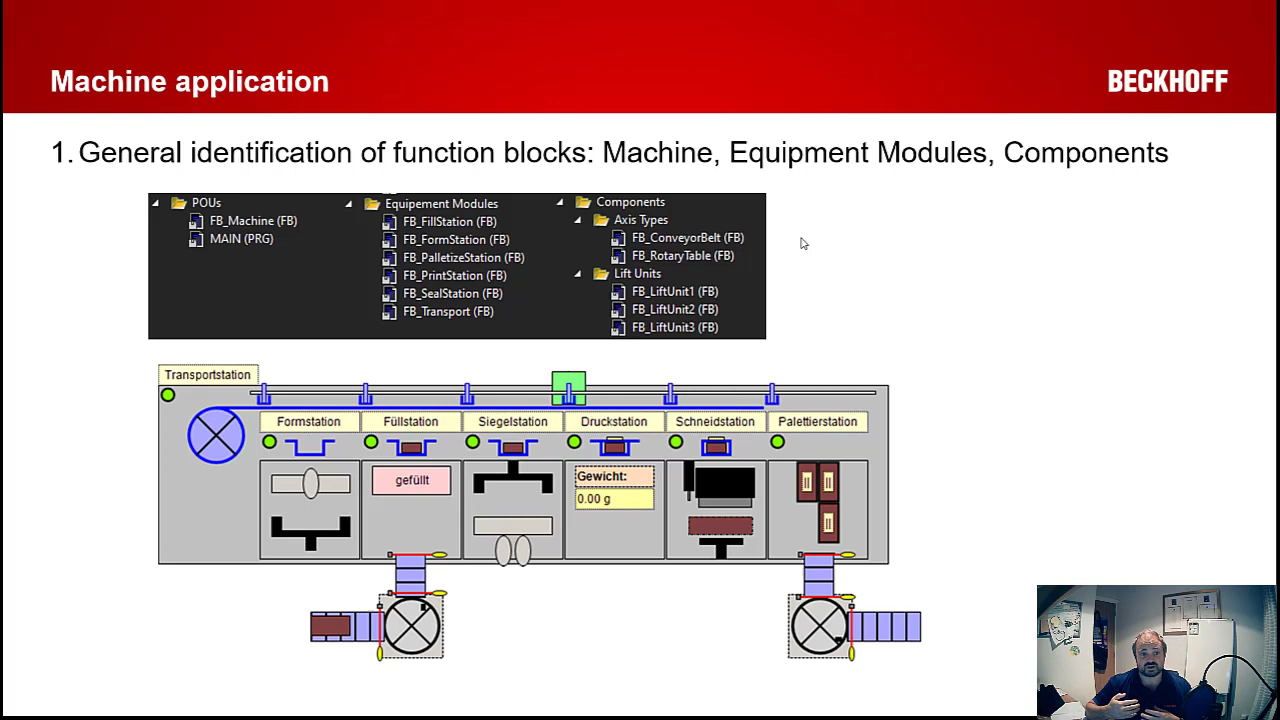 Machine application
BECKHOFF
1. General identification of function blocks: Machine, Equipment Modules, Components
POUs
FB_Machine (FB)
MAIN (PRG)
Equipement Modules
FB_FillStation (FB)
FB_FormStation (FB)
FB_PalletizeStation (FB)
FB_PrintStation (FB)
FB_SealStation (FB)
FB_Transport (FB)
Components
Axis Types
FB_ConveyorBelt (FB)
FB_RotaryTable (FB)
Lift Units
FB_LiftUnit1 (FB)
FB_LiftUnit2 (FB)
FB_LiftUnit3 (FB)
Transportstation
Formstation Füllstation Siegelstation Druckstation Schneidstation Palettierstation
gefüllt
Gewicht:
0.00 g